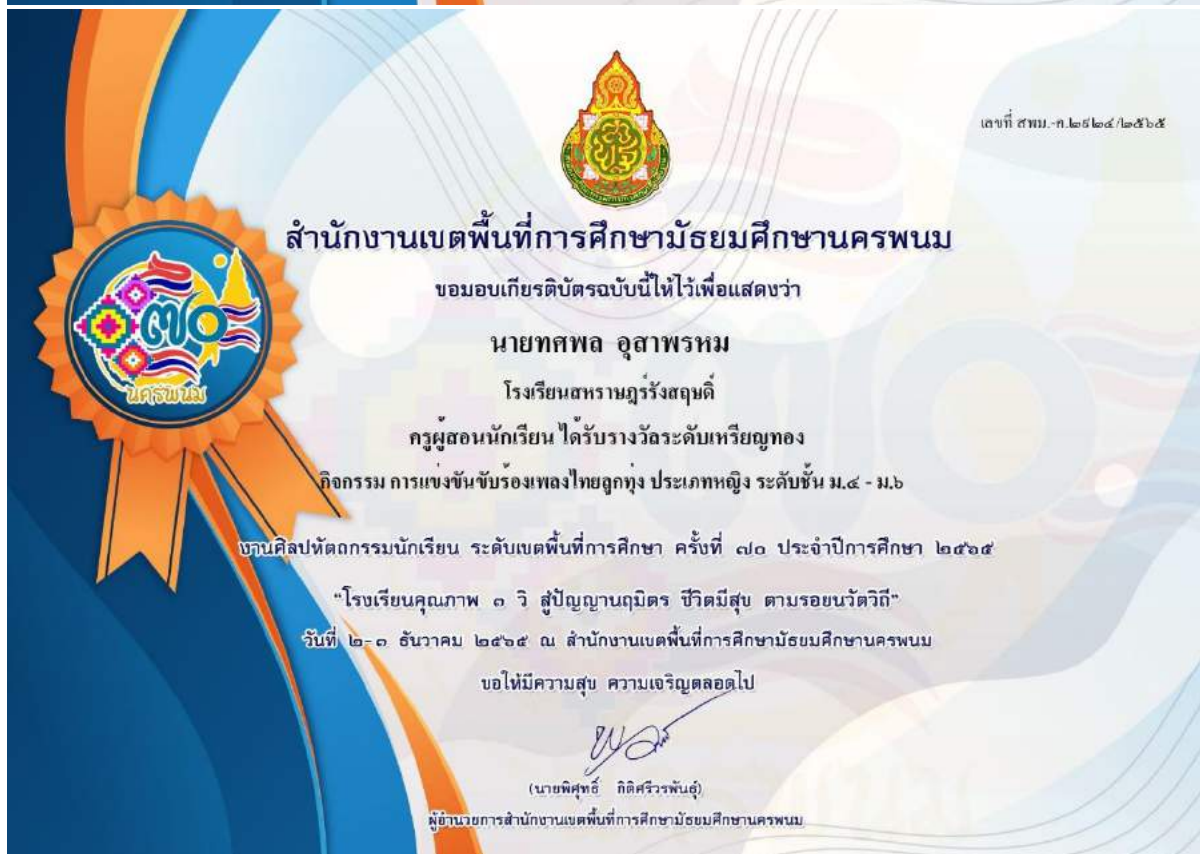 เลขที่ สพม.-ค.๒๙๒๔/๒๕๖๕
สำนักงานเขตพื้นที่การศึกษามัธยมศึกษานครพนม
ขอมอบเกียรติบัตรฉบับนี้ให้ไว้เพื่อแสดงว่า
นายทศพล อุสาพรหม
โรงเรียนสหราษฎร์รังสฤษดิ์
ครูผู้สอนนักเรียน ได้รับรางวัลระดับเหรียญทอง
กิจกรรม การแข่งขันขับร้องเพลงไทยลูกทุ่ง ประเภทหญิง ระดับชั้น ม.๔ - ม.๖
๗๐
นครพนม
งานศิลปหัตถกรรมนักเรียน ระดับเขตพื้นที่การศึกษา ครั้งที่ ๗๐ ประจำปีการศึกษา ๒๕๖๕
“โรงเรียนคุณภาพ ๓ วิ สู่ปัญญานฤมิตร ชีวิตมีสุข ตามรอยนวัตวิถี”
วันที่ ๒-๓ ธันวาคม ๒๕๖๕ ณ สำนักงานเขตพื้นที่การศึกษามัธยมศึกษานครพนม
ขอให้มีความสุข ความเจริญตลอดไป
(นายพิศุทธิ์ กิติศรีวรพันธุ์)
ผู้อำนวยการสำนักงานเขตพื้นที่การศึกษามัธยมศึกษานครพนม